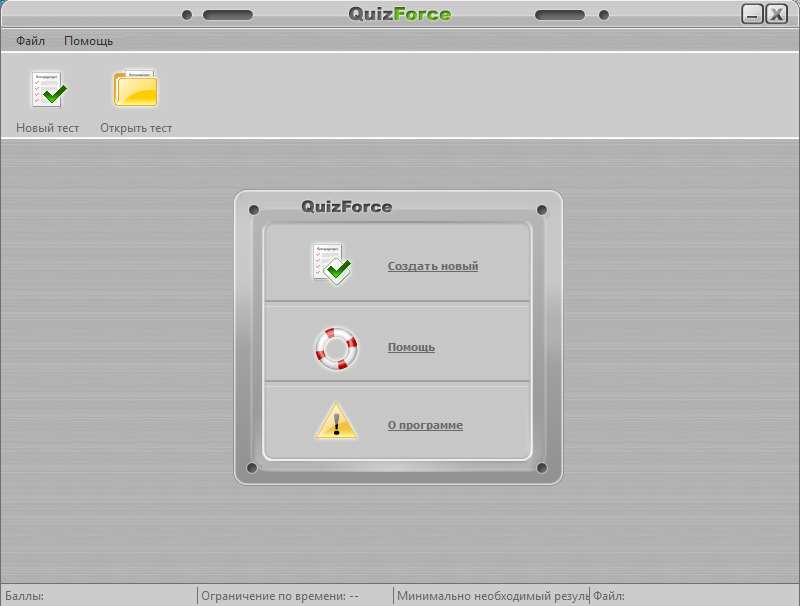 QuizForce
Файл Помощь
Новый тест Открыть тест
QuizForce
Создать новый
Помощь
О программе
Баллы: Ограничение по времени: -- Минимально необходимый резуль Файл: